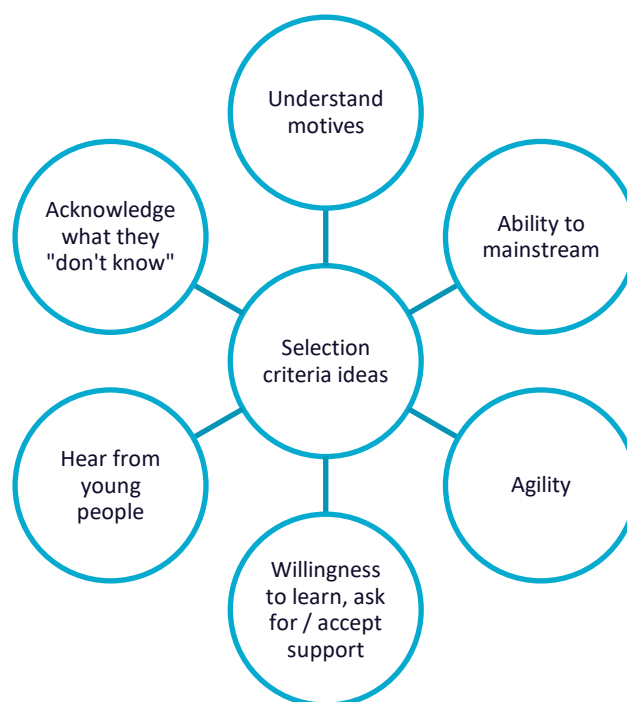 Understand
motives
Ability to
mainstream
Agility
Willingness
to learn, ask
for / accept
support
Hear from
young
people
Acknowledge
what they
"don't know"
Selection
criteria ideas